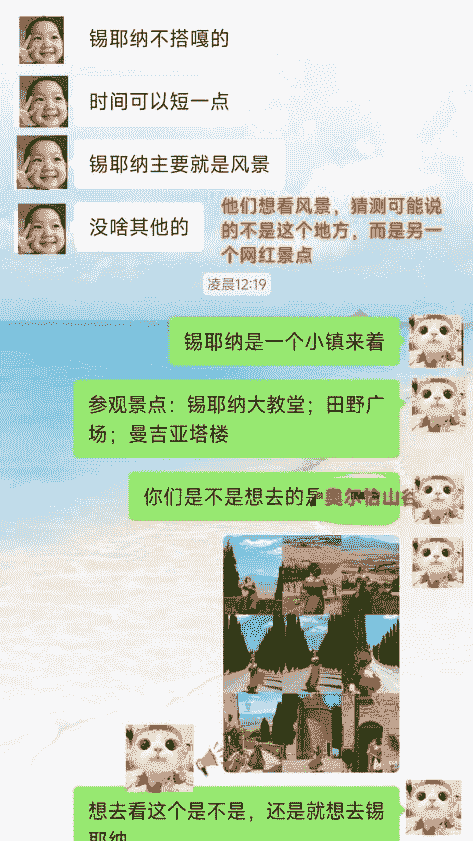 锡耶纳不搭嘎的
时间可以短一点
锡耶纳主要就是风景
没啥其他的
他们想看风景，猜测可能说
的不是这个地方，而是另一
个网红景点
凌晨12:19
锡耶纳是一个小镇来着
参观景点：锡耶纳大教堂；田野广
场；曼吉亚塔楼
你们是不是想去的是奥尔恰山谷
想去看这个是不是，还是就想去锡
耶纳